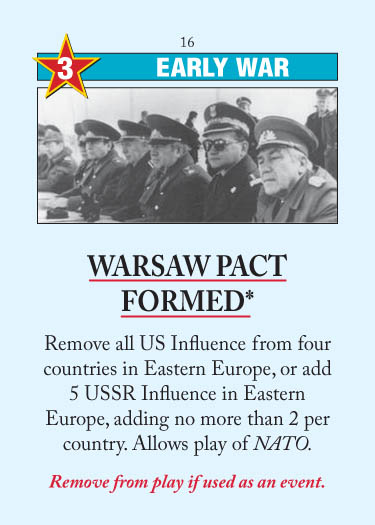 16
3
EARLY WAR
WARSAW PACT
FORMED*
Remove all US Influence from four
countries in Eastern Europe, or add
5 USSR Influence in Eastern
Europe, adding no more than 2 per
country. Allows play of NATO.
Remove from play if used as an event.